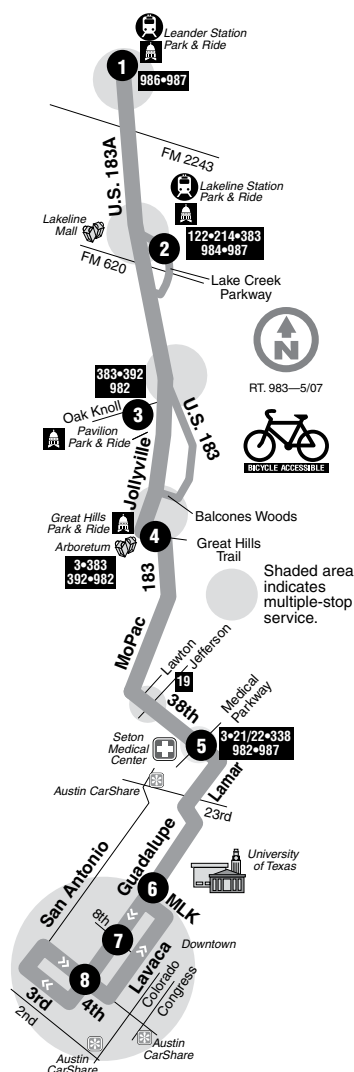 Leander Station
Park & Ride
1
986•987
FM 2243
U.S. 183A
Lakeline Station
Park & Ride
Lakeline
Mall
2
122•214•383
984•987
FM 620
Lake Creek
Parkway
N
RT. 983—5/07
383•392
982
Oak Knoll
3
Pavilion
Park & Ride
U.S. 183
BICYCLE ACCESSIBLE
Jollyville
Great Hills
Park & Ride
Balcones Woods
4
Arboretum
Great Hills
Trail
3•383
392•982
183
Shaded area
indicates
multiple-stop
service.
MoPac
Lawton
Jefferson
19
38th
Medical
Parkway
Seton
Medical
Center
5
3•21/22•338
982•987
Austin CarShare
Lamar
23rd
Guadalupe
San Antonio
University
of Texas
6
MLK
8th
7
Downtown
Lavaca
8
Colorado
Congress
3rd
4th
2nd
Austin
CarShare
Austin
CarShare